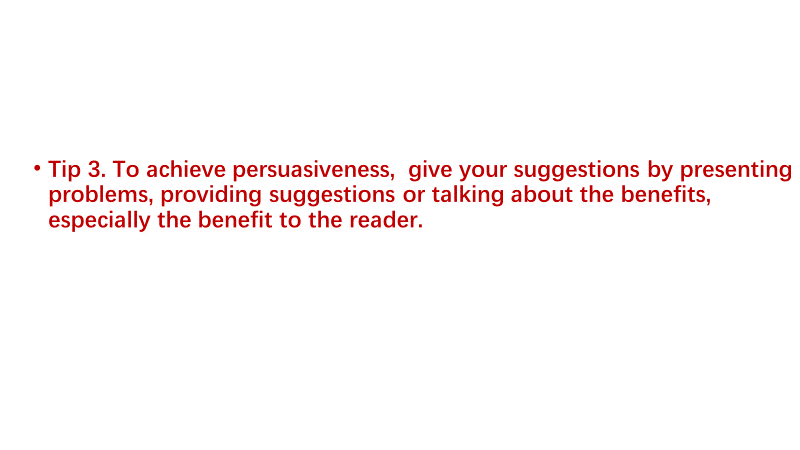 • Tip 3. To achieve persuasiveness,  give your suggestions by presenting
problems, providing suggestions or talking about the benefits,
especially the benefit to the reader.